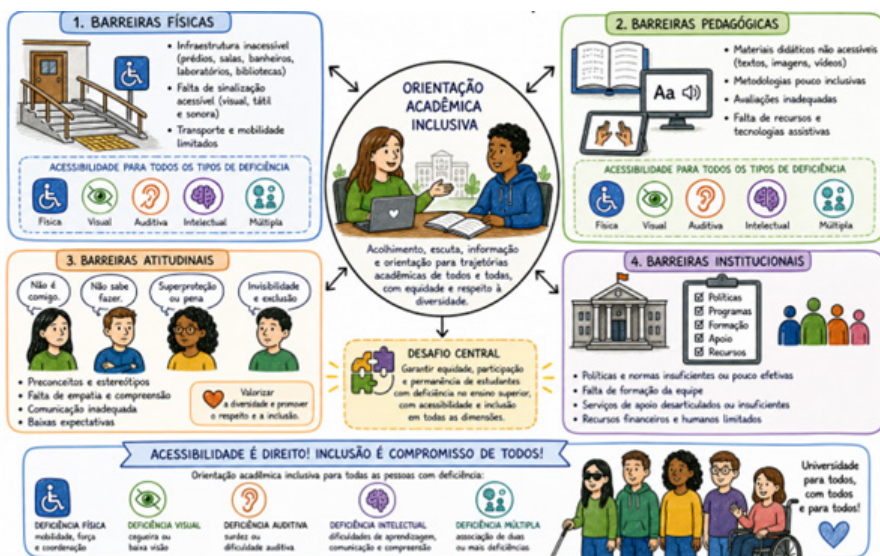 1. BARREIRAS FÍSICAS
• Infraestrutura inacessível
(prédios, salas, banheiros,
laboratórios, bibliotecas)
• Falta de sinalização
acessível (visual, tátil
e sonora)
• Transporte e mobilidade
limitados
ACESSIBILIDADE PARA TODOS OS TIPOS DE DEFICIÊNCIA
Física
Visual
Auditiva
Intelectual
Múltipla
ORIENTAÇÃO
ACADÊMICA
INCLUSIVA
Acolhimento, escuta, informação
e orientação para trajetórias
acadêmicas de todos e todas,
com equidade e respeito à
diversidade.
2. BARREIRAS PEDAGÓGICAS
Aa
• Materiais didáticos não acessíveis
(textos, imagens, vídeos)
• Metodologias pouco inclusivas
• Avaliações inadequadas
• Falta de recursos e
tecnologias assistivas
ACESSIBILIDADE PARA TODOS OS TIPOS DE DEFICIÊNCIA
Física
Visual
Auditiva
Intelectual
Múltipla
3. BARREIRAS ATITUDINAIS
Não é
comigo.
Não sabe
fazer.
Superproteção
ou pena
Invisibilidade
e exclusão
• Preconceitos e estereótipos
• Falta de empatia e compreensão
• Comunicação inadequada
• Baixas expectativas
Valorizar
a diversidade e promover
o respeito e a inclusão.
DESAFIO CENTRAL
Garantir equidade, participação
e permanência de estudantes
com deficiência no ensino superior,
com acessibilidade e inclusão
em todas as dimensões.
4. BARREIRAS INSTITUCIONAIS
Políticas
Programas
Formação
Apoio
Recursos
• Políticas e normas insuficientes ou pouco efetivas
• Falta de formação da equipe
• Serviços de apoio desarticulados ou insuficientes
• Recursos financeiros e humanos limitados
ACESSIBILIDADE É DIREITO! INCLUSÃO É COMPROMISSO DE TODOS!
Orientação acadêmica inclusiva para todas as pessoas com deficiência:
DEFICIÊNCIA FÍSICA
mobilidade, força
e coordenação
DEFICIÊNCIA VISUAL
cegueira ou
baixa visão
DEFICIÊNCIA AUDITIVA
surdez ou
dificuldade auditiva
DEFICIÊNCIA INTELECTUAL
dificuldades de aprendizagem,
comunicação e compreensão
DEFICIÊNCIA MÚLTIPLA
associação de duas
ou mais deficiências
Universidade
para todos,
com todos
e para todos!